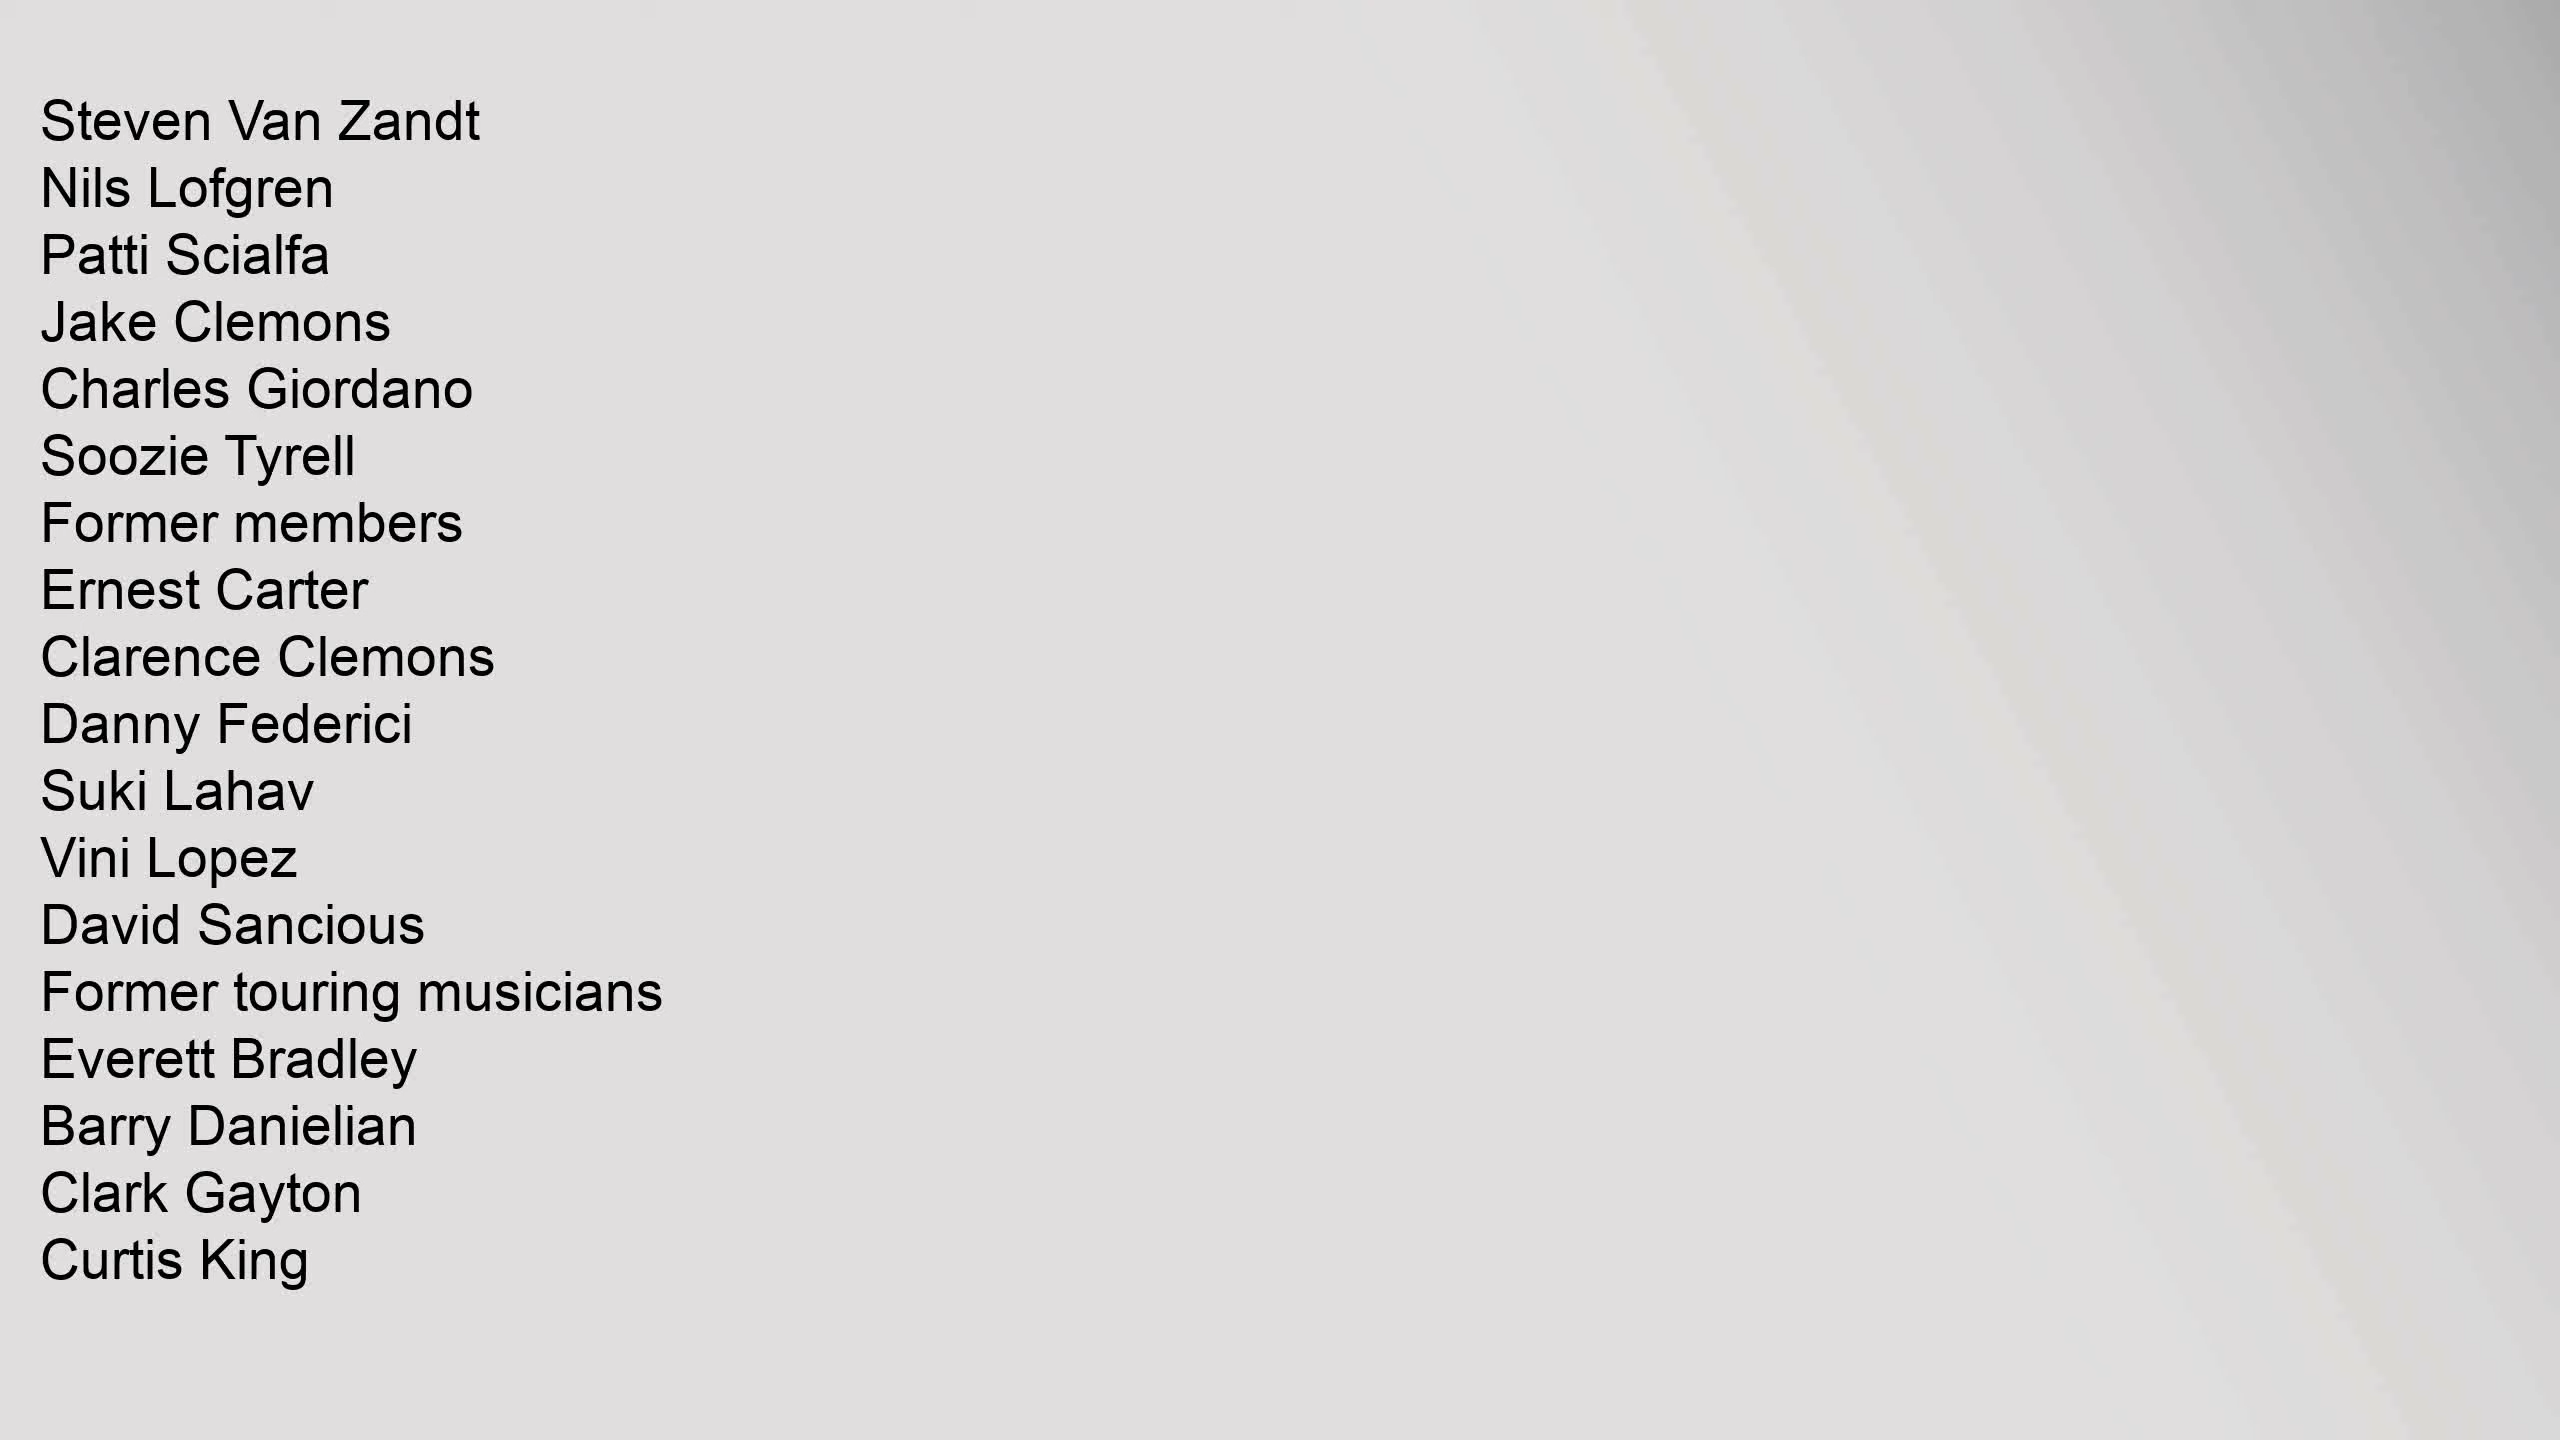 Steven Van Zandt
Nils Lofgren
Patti Scialfa
Jake Clemons
Charles Giordano
Soozie Tyrell
Former members
Ernest Carter
Clarence Clemons
Danny Federici
Suki Lahav
Vini Lopez
David Sancious
Former touring musicians
Everett Bradley
Barry Danielian
Clark Gayton
Curtis King